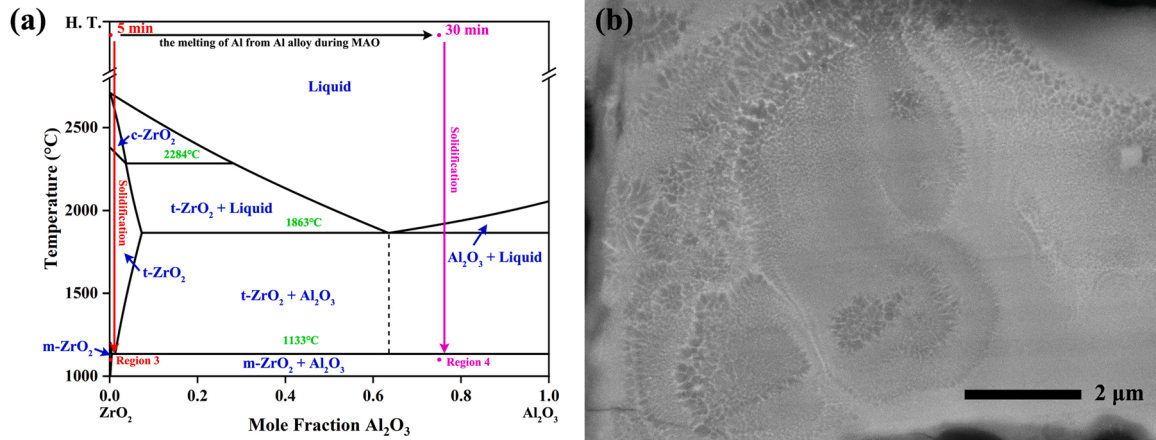 (a)
H. T.
5 min
30 min
the melting of Al from Al alloy during MAO
Liquid
2500
c-ZrO₂
2284℃
Solidification
Solidification
t-ZrO₂ + Liquid
2000
1863℃
Al₂O₃ + Liquid
t-ZrO₂
Temperature (℃)
1500
t-ZrO₂ + Al₂O₃
1133℃
m-ZrO₂
Region 3
m-ZrO₂ + Al₂O₃
Region 4
1000
0.0
0.2
0.4
0.6
0.8
1.0
ZrO₂
Mole Fraction Al₂O₃
Al₂O₃
(b)
2 μm